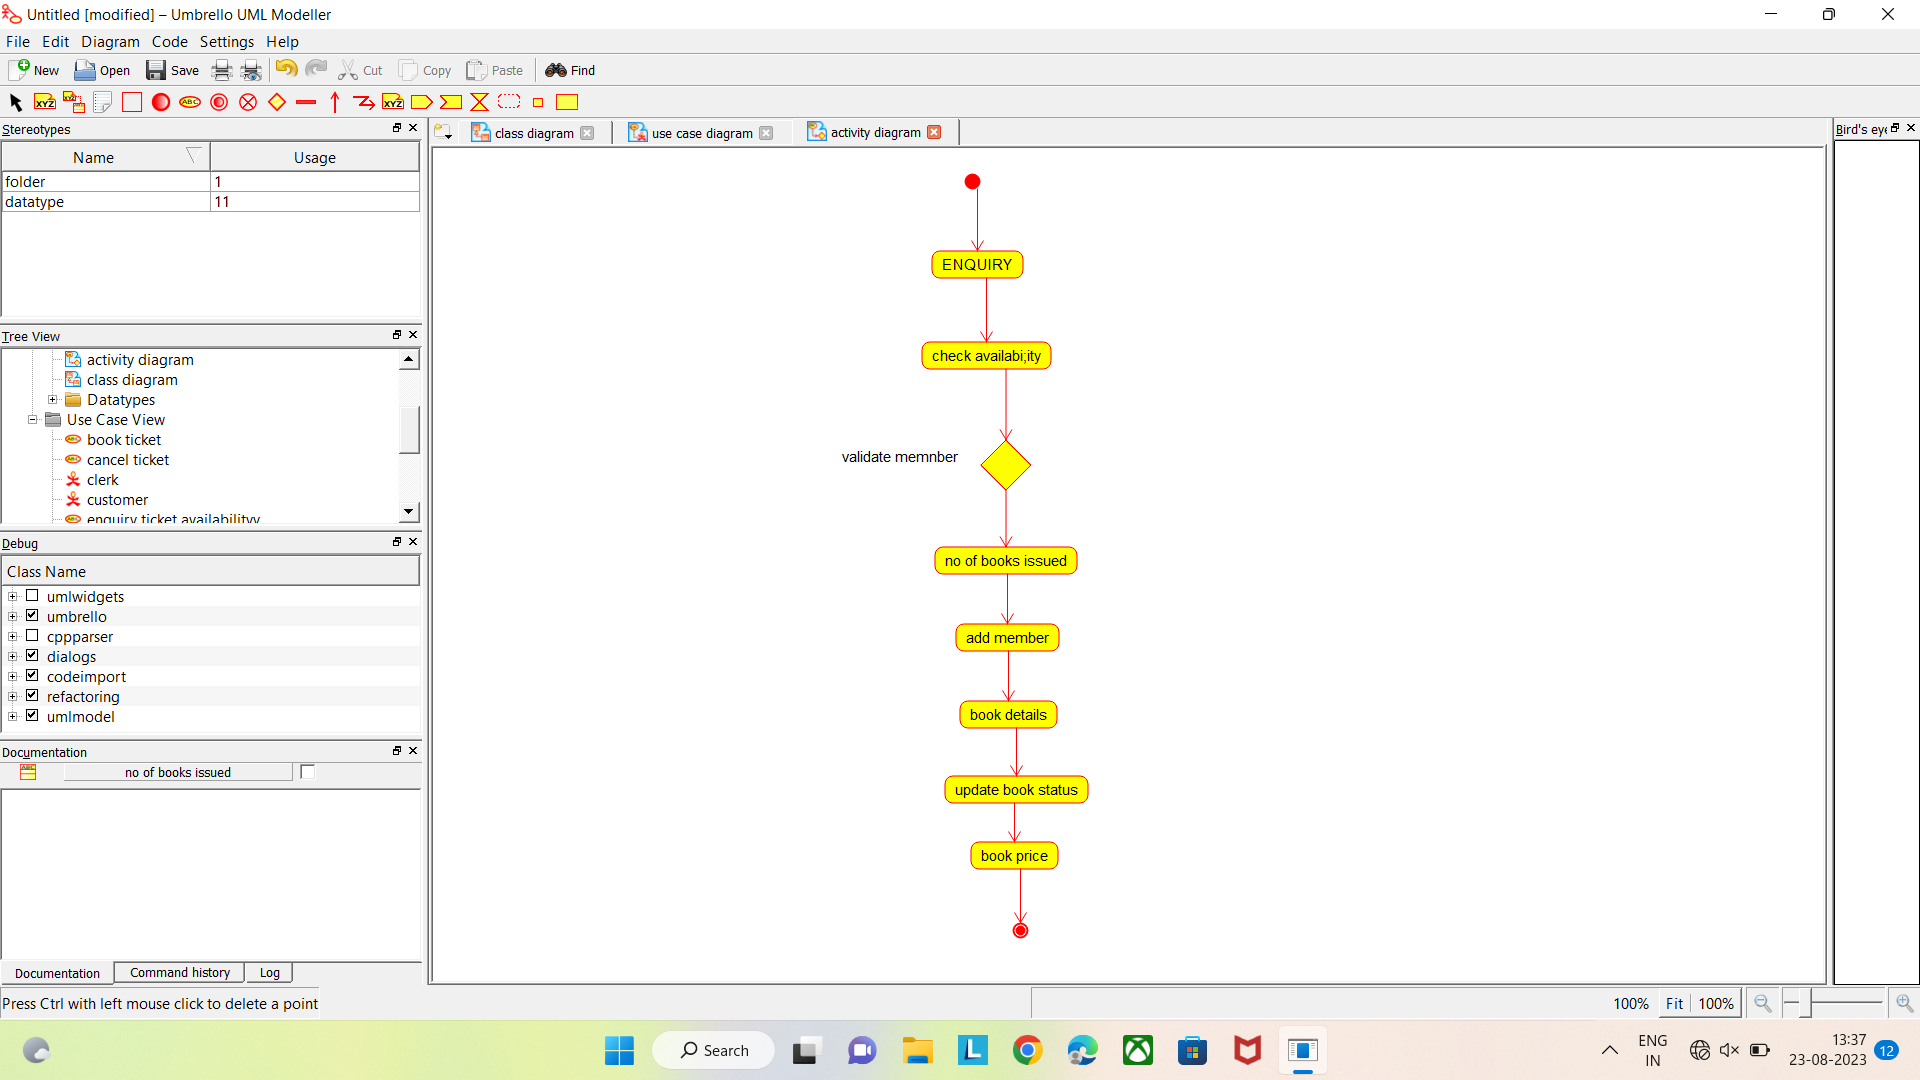 Untitled [modified] – Umbrello UML Modeller
File Edit Diagram Code Settings Help
New Open Save Cut Copy Paste Find
XYZ XYZ ABC XYZ
Stereotypes
Name Usage
folder 1
datatype 11
Tree View
activity diagram
class diagram
Datatypes
Use Case View
book ticket
cancel ticket
clerk
customer
enquiry ticket availabilityy
Debug
Class Name
umlwidgets
umbrello
cppparser
dialogs
codeimport
refactoring
umlmodel
Documentation
no of books issued
Documentation Command history Log
Press Ctrl with left mouse click to delete a point
class diagram use case diagram activity diagram
ENQUIRY
check availabi;ity
validate memnber
no of books issued
add member
book details
update book status
book price
Bird's eye
100% Fit 100%
Search
ENG
IN
13:37
23-08-2023
12